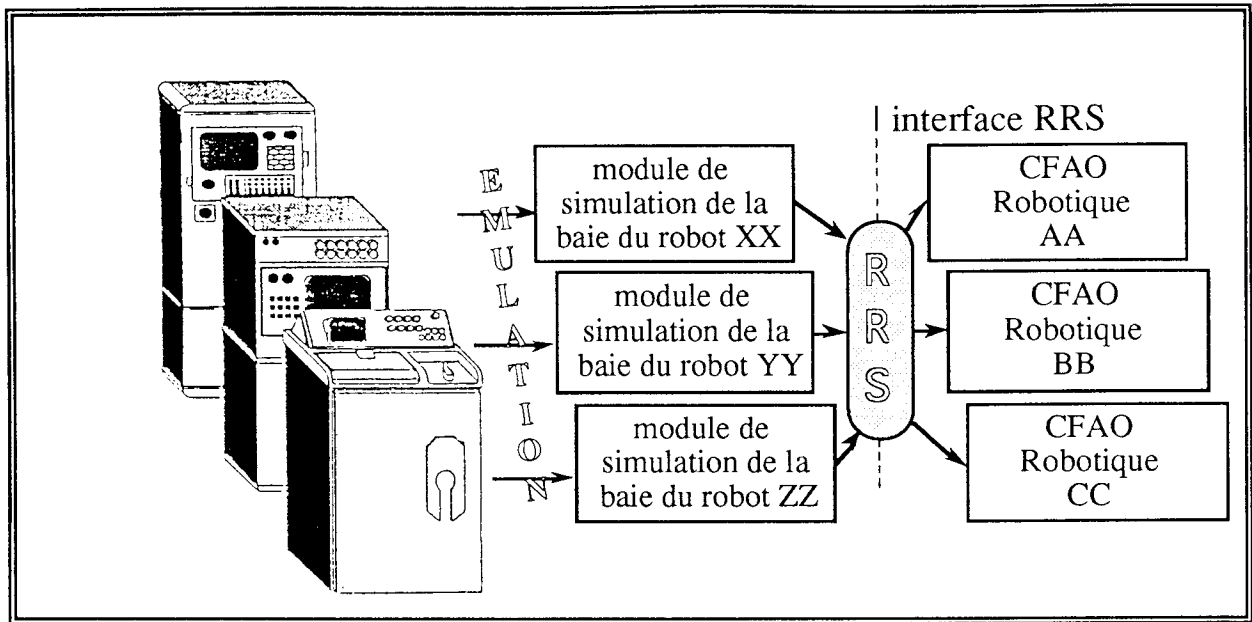 EMULATION
module de
simulation de la
baie du robot XX
module de
simulation de la
baie du robot YY
module de
simulation de la
baie du robot ZZ
interface RRS
RRS
CFAO
Robotique
AA
CFAO
Robotique
BB
CFAO
Robotique
CC